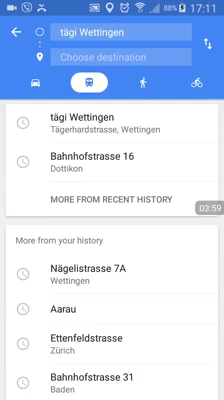 88% 17:11
tägi Wettingen
Choose destination
tägi Wettingen
Tägerhardstrasse, Wettingen
Bahnhofstrasse 16
Dottikon
MORE FROM RECENT HISTORY
03:59
More from your history
Nägelistrasse 7A
Wettingen
Aarau
Ettenfeldstrasse
Zürich
Bahnhofstrasse 31
Baden